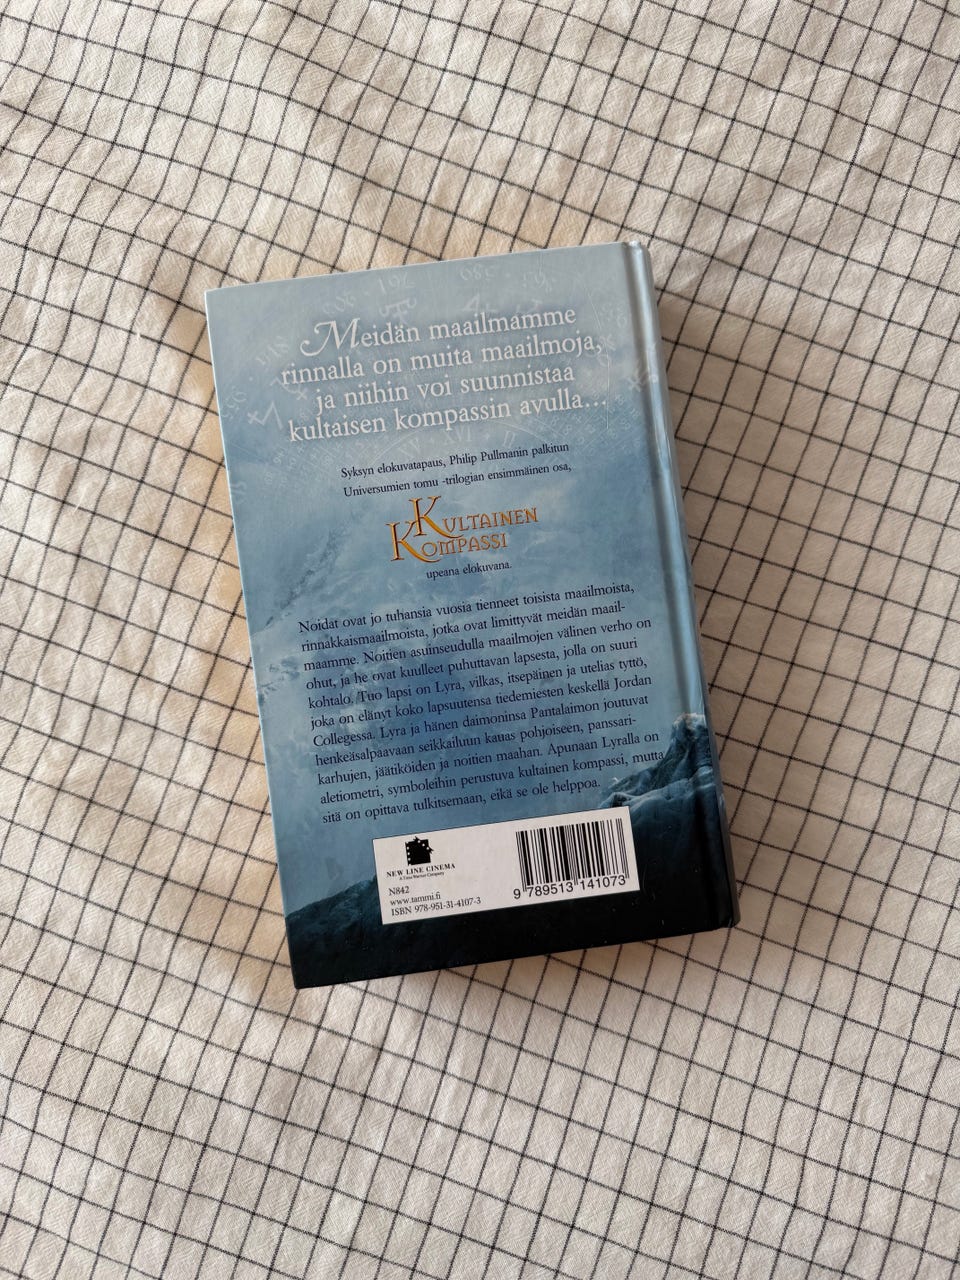 Meidän maailmamme
rinnalla on muita maailmoja,
ja niihin voi suunnistaa
kultaisen kompassin avulla...
Syksyn elokuvatapaus, Philip Pullmanin palkitun
Universumien tomu -trilogian ensimmäinen osa,
KULTAINEN
KOMPASSI
upeana elokuvana.
Noidat ovat jo tuhansia vuosia tienneet toisista maailmoista,
rinnakkaismaailmoista, jotka ovat limittyvät meidän maail-
maamme. Noitien asuinseudulla maailmojen välinen verho on
ohut, ja he ovat kuulleet puhuttavan lapsesta, jolla on suuri
kohtalo. Tuo lapsi on Lyra, vilkas, itsepäinen ja utelias tyttö,
joka on elänyt koko lapsuutensa tiedemiesten keskellä Jordan
Collegessa. Lyra ja hänen daimoninsa Pantalaimon joutuvat
henkeäsalpaavaan seikkailuun kauas pohjoiseen, panssari-
karhujen, jäätiköiden ja noitien maahan. Apunaan Lyralla on
aletiometri, symboleihin perustuva kultainen kompassi, mutta
sitä on opittava tulkitsemaan, eikä se ole helppoa.
NEW LINE CINEMA
A Time Warner Company
N842
www.tammi.fi
ISBN 978-951-31-4107-3
9 789513 141073